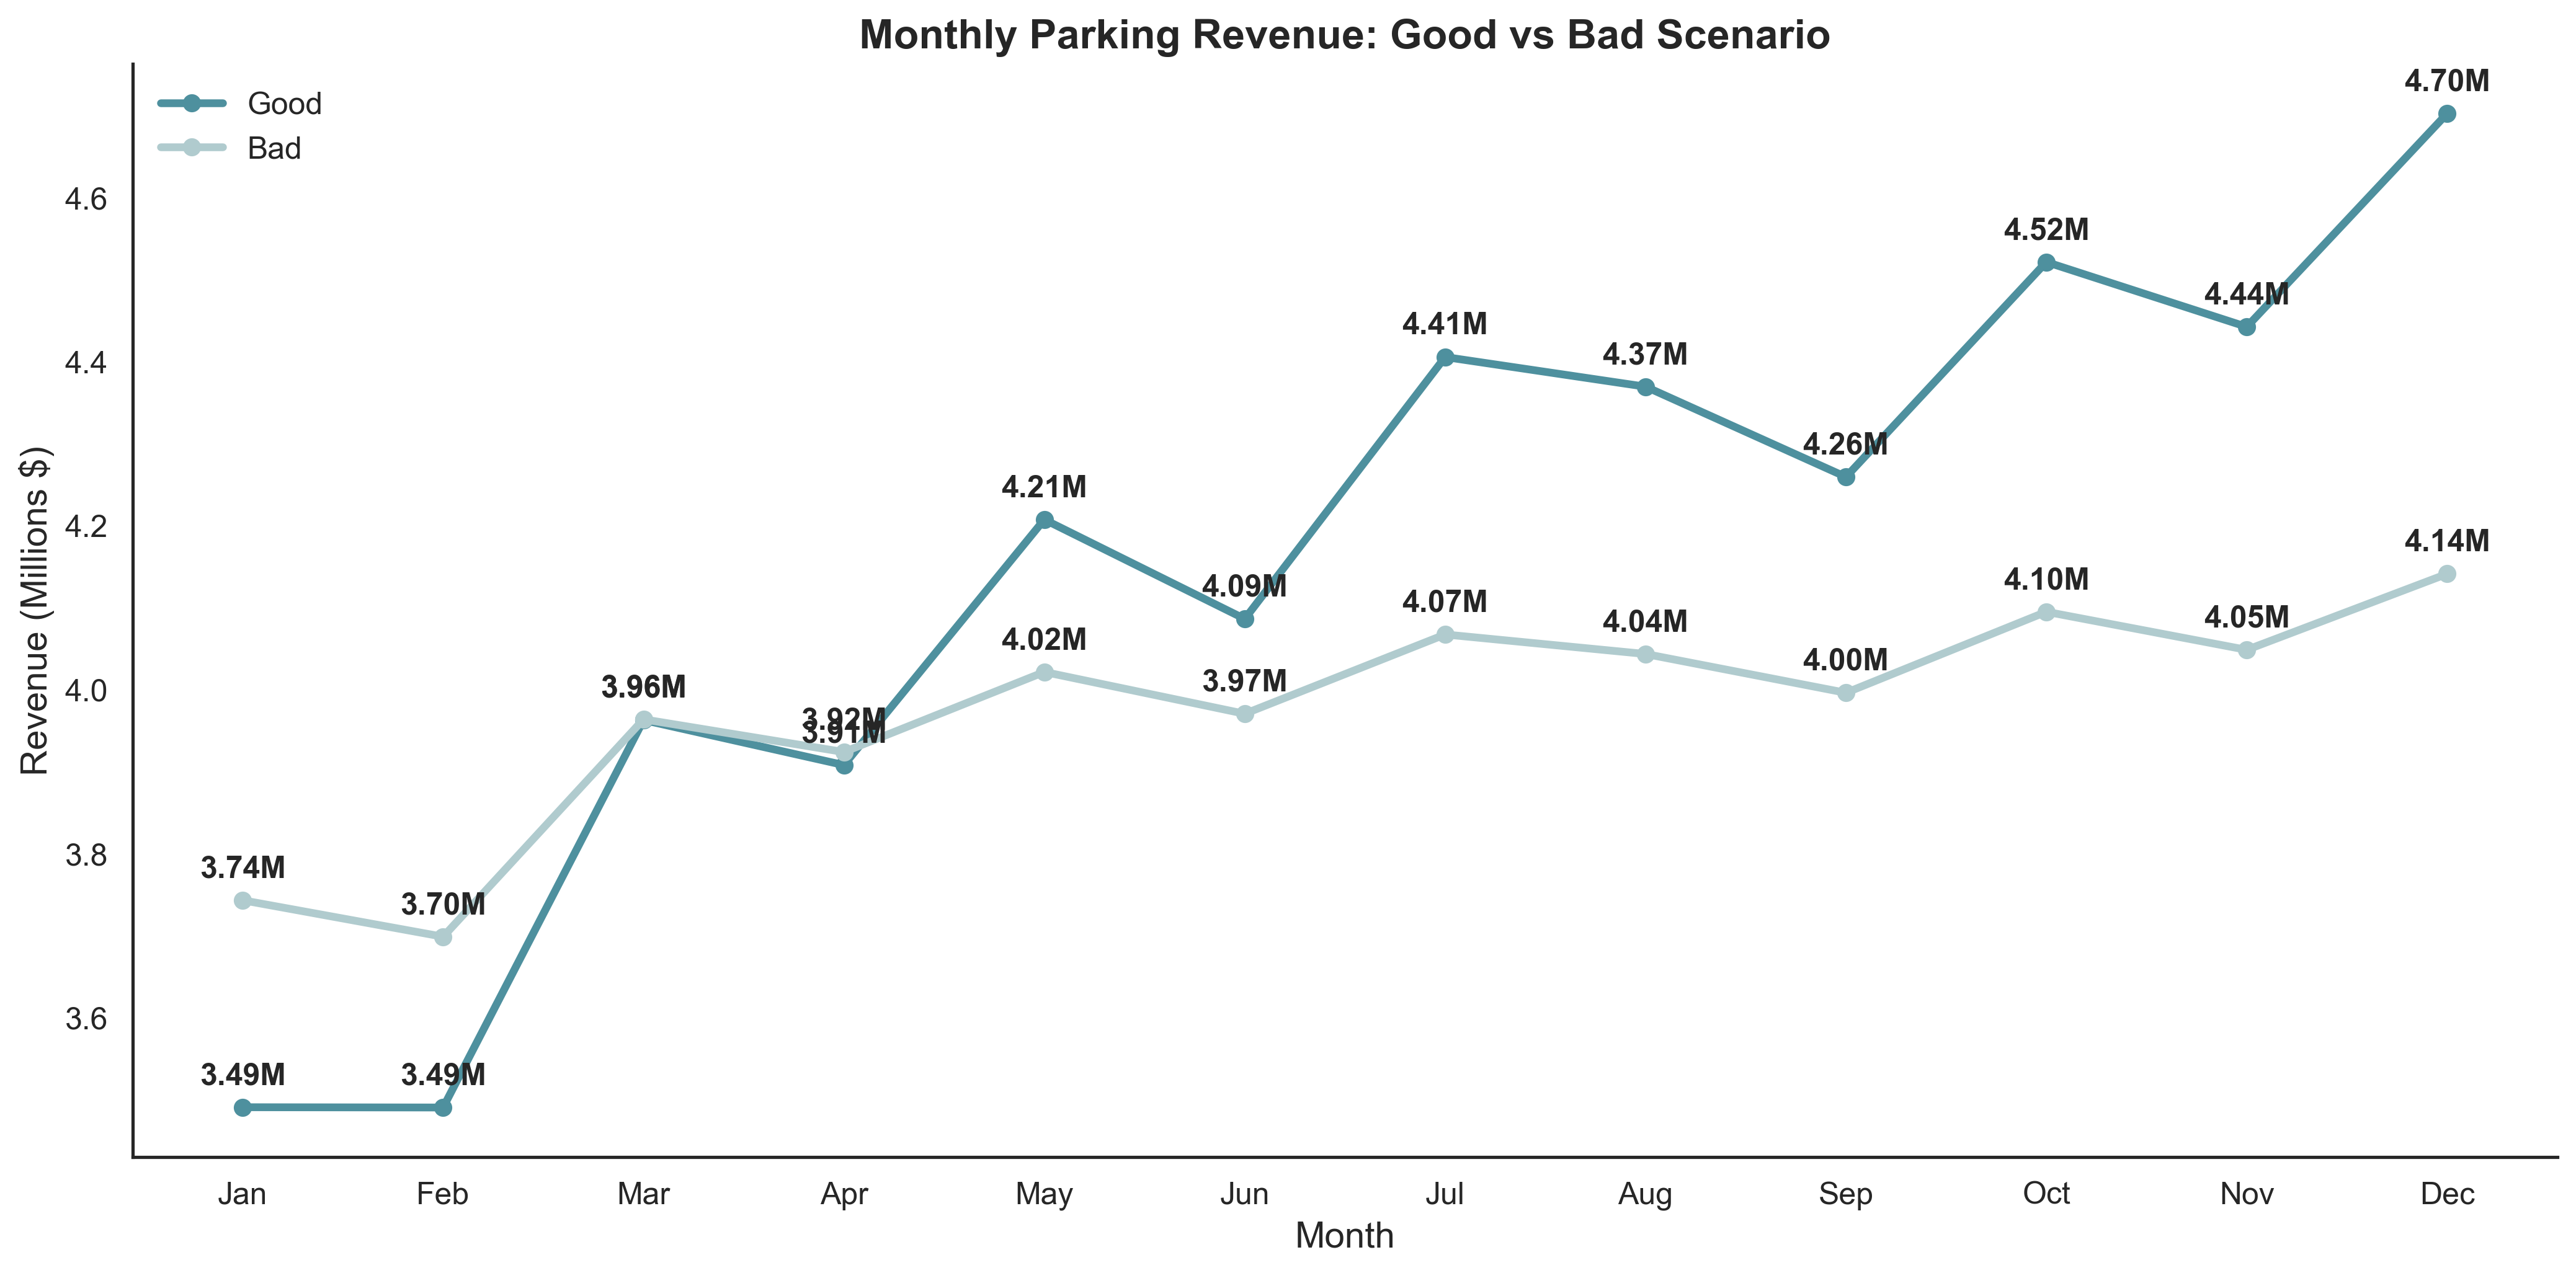 Monthly Parking Revenue: Good vs Bad Scenario
Good
Bad
Revenue (Millions $)
4.6
4.4
4.2
4.0
3.8
3.6
3.49M
3.49M
3.96M
3.91M
4.21M
4.09M
4.41M
4.37M
4.26M
4.52M
4.44M
4.70M
3.74M
3.70M
3.92M
4.02M
3.97M
4.07M
4.04M
4.00M
4.10M
4.05M
4.14M
Jan Feb Mar Apr May Jun Jul Aug Sep Oct Nov Dec
Month